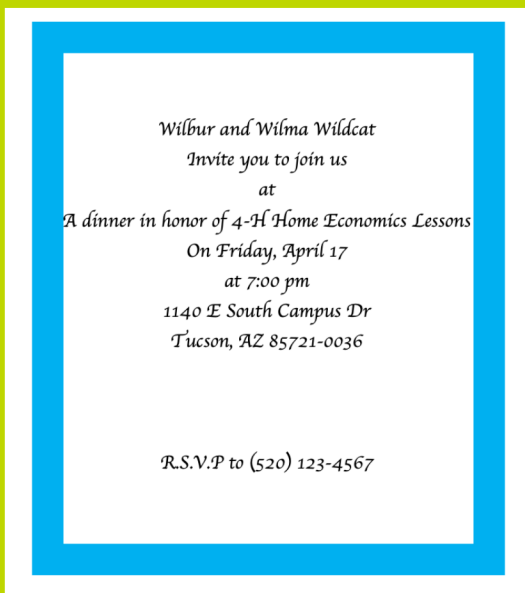 Wilbur and Wilma Wildcat
Invite you to join us
at
A dinner in honor of 4-H Home Economics Lessons
On Friday, April 17
at 7:00 pm
1140 E South Campus Dr
Tucson, AZ 85721-0036
R.S.V.P to (520) 123-4567